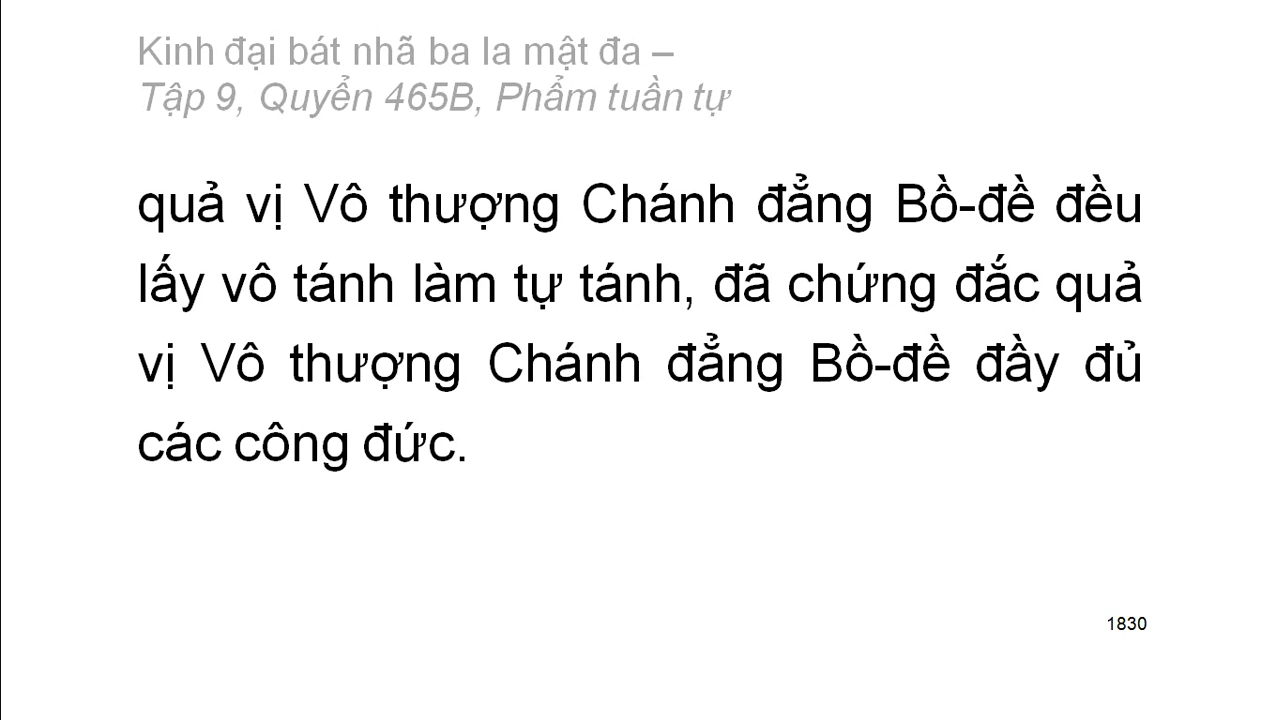 Kinh đại bát nhã ba la mật đa –
Tập 9, Quyển 465B, Phẩm tuần tự
quả vị Vô thượng Chánh đẳng Bồ-đề đều
lấy vô tánh làm tự tánh, đã chứng đắc quả
vị Vô thượng Chánh đẳng Bồ-đề đầy đủ
các công đức.
1830